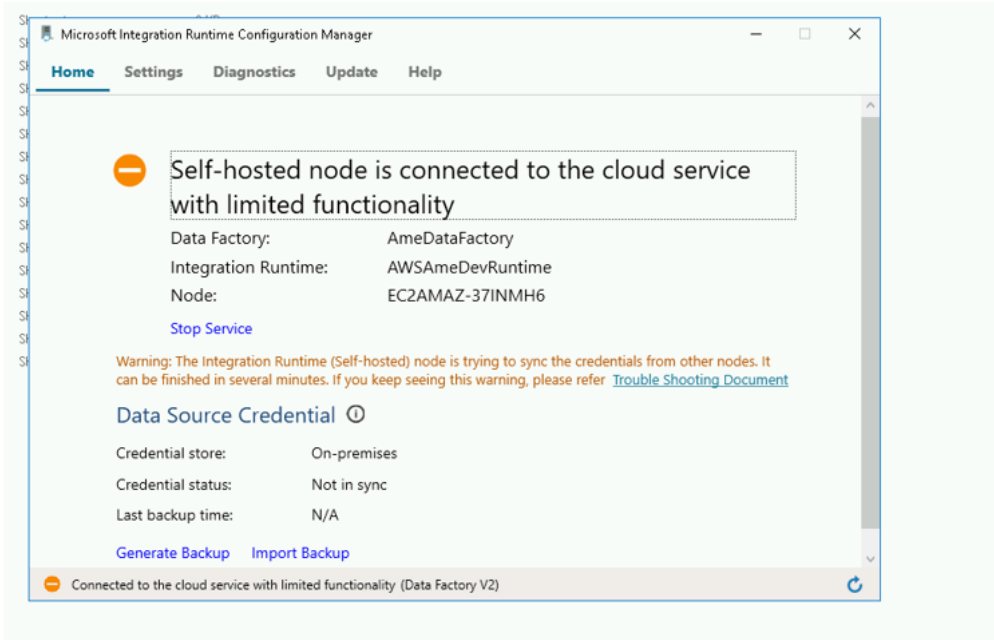 Microsoft Integration Runtime Configuration Manager
Home Settings Diagnostics Update Help
Self-hosted node is connected to the cloud service
with limited functionality
Data Factory: AmeDataFactory
Integration Runtime: AWSAmeDevRuntime
Node: EC2AMAZ-37INMH6
Stop Service
Warning: The Integration Runtime (Self-hosted) node is trying to sync the credentials from other nodes. It
can be finished in several minutes. If you keep seeing this warning, please refer Trouble Shooting Document
Data Source Credential
Credential store: On-premises
Credential status: Not in sync
Last backup time: N/A
Generate Backup Import Backup
Connected to the cloud service with limited functionality (Data Factory V2)